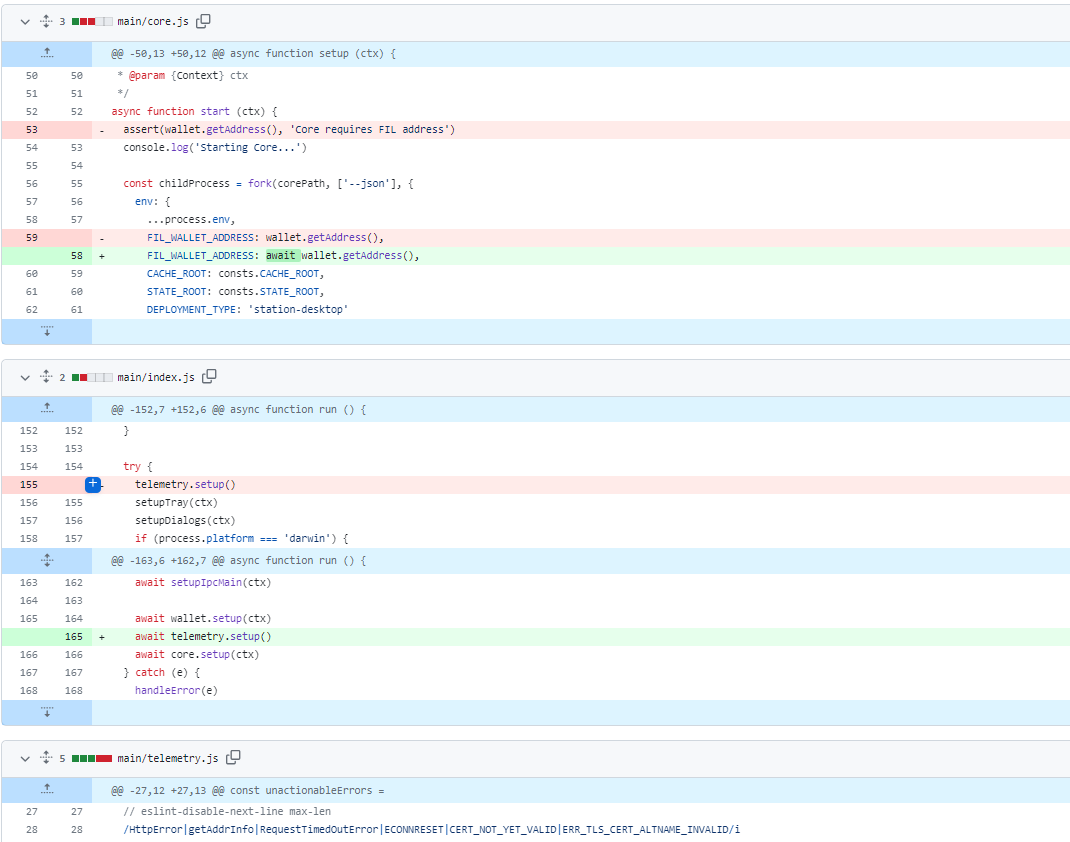 3 main/core.js
@@ -50,13 +50,12 @@ async function setup (ctx) {
50 50 * @param {Context} ctx
51 51 */
52 52 async function start (ctx) {
53 - assert(wallet.getAddress(), 'Core requires FIL address')
54 53 console.log('Starting Core...')
55 54
56 55 const childProcess = fork(corePath, ['--json'], {
57 56 env: {
58 57 ...process.env,
59 - FIL_WALLET_ADDRESS: wallet.getAddress(),
58 + FIL_WALLET_ADDRESS: await wallet.getAddress(),
60 59 CACHE_ROOT: consts.CACHE_ROOT,
61 60 STATE_ROOT: consts.STATE_ROOT,
62 61 DEPLOYMENT_TYPE: 'station-desktop'
2 main/index.js
@@ -152,7 +152,6 @@ async function run () {
152 152 }
153 153
154 154 try {
155 - telemetry.setup()
156 155 setupTray(ctx)
157 156 setupDialogs(ctx)
158 157 if (process.platform === 'darwin') {
@@ -163,6 +162,7 @@ async function run () {
163 162 await setupIpcMain(ctx)
164 163
165 164 await wallet.setup(ctx)
165 + await telemetry.setup()
166 166 await core.setup(ctx)
167 167 } catch (e) {
168 168 handleError(e)
5 main/telemetry.js
@@ -27,12 +27,13 @@ const unactionableErrors =
27 27 // eslint-disable-next-line max-len
28 28 /HttpError|getAddrInfo|RequestTimedOutError|ECONNRESET|CERT_NOT_YET_VALID|ERR_TLS_CERT_ALTNAME_INVALID/i